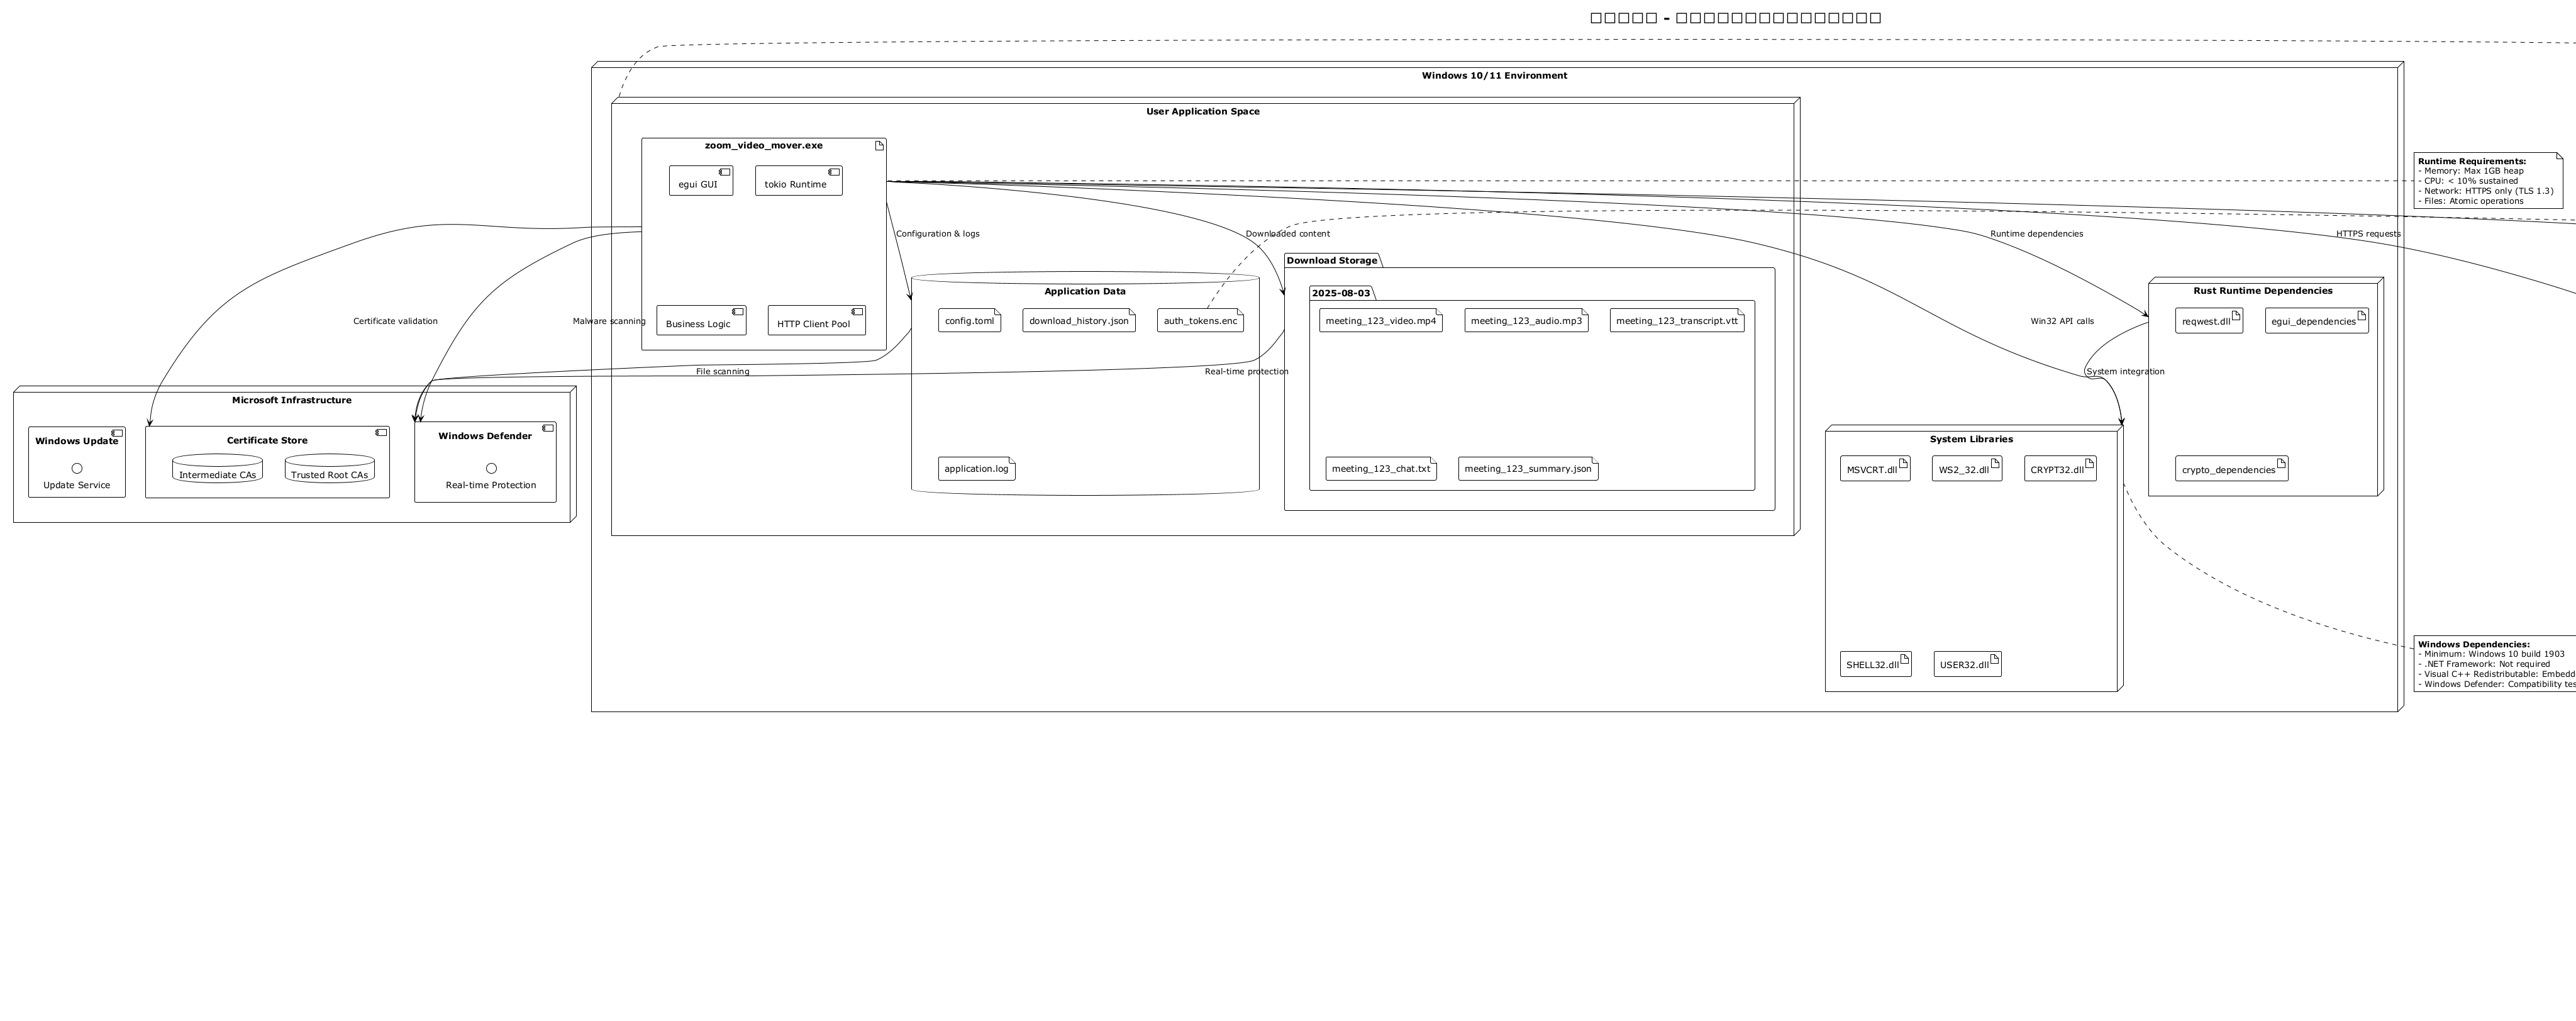 Windows 10/11 Environment
User Application Space
zoom_video_mover.exe
egui GUI
tokio Runtime
Business Logic
HTTP Client Pool
Runtime Requirements:
- Memory: Max 1GB heap
- CPU: < 10% sustained
- Network: HTTPS only (TLS 1.3)
- Files: Atomic operations
Configuration & logs
Downloaded content
Runtime dependencies
HTTPS requests
Application Data
config.toml
download_history.json
auth_tokens.enc
application.log
Download Storage
2025-08-03
meeting_123_video.mp4
meeting_123_audio.mp3
meeting_123_transcript.vtt
meeting_123_chat.txt
meeting_123_summary.json
Rust Runtime Dependencies
reqwest.dll
egui_dependencies
crypto_dependencies
Certificate validation
Malware scanning
Win32 API calls
File scanning
Real-time protection
System integration
Microsoft Infrastructure
Windows Update
Update Service
Certificate Store
Intermediate CAs
Trusted Root CAs
Windows Defender
Real-time Protection
System Libraries
MSVCRT.dll
WS2_32.dll
CRYPT32.dll
SHELL32.dll
USER32.dll
Windows Dependencies:
- Minimum: Windows 10 build 1903
- .NET Framework: Not required
- Visual C++ Redistributable:
- Windows Defender: Compatibility